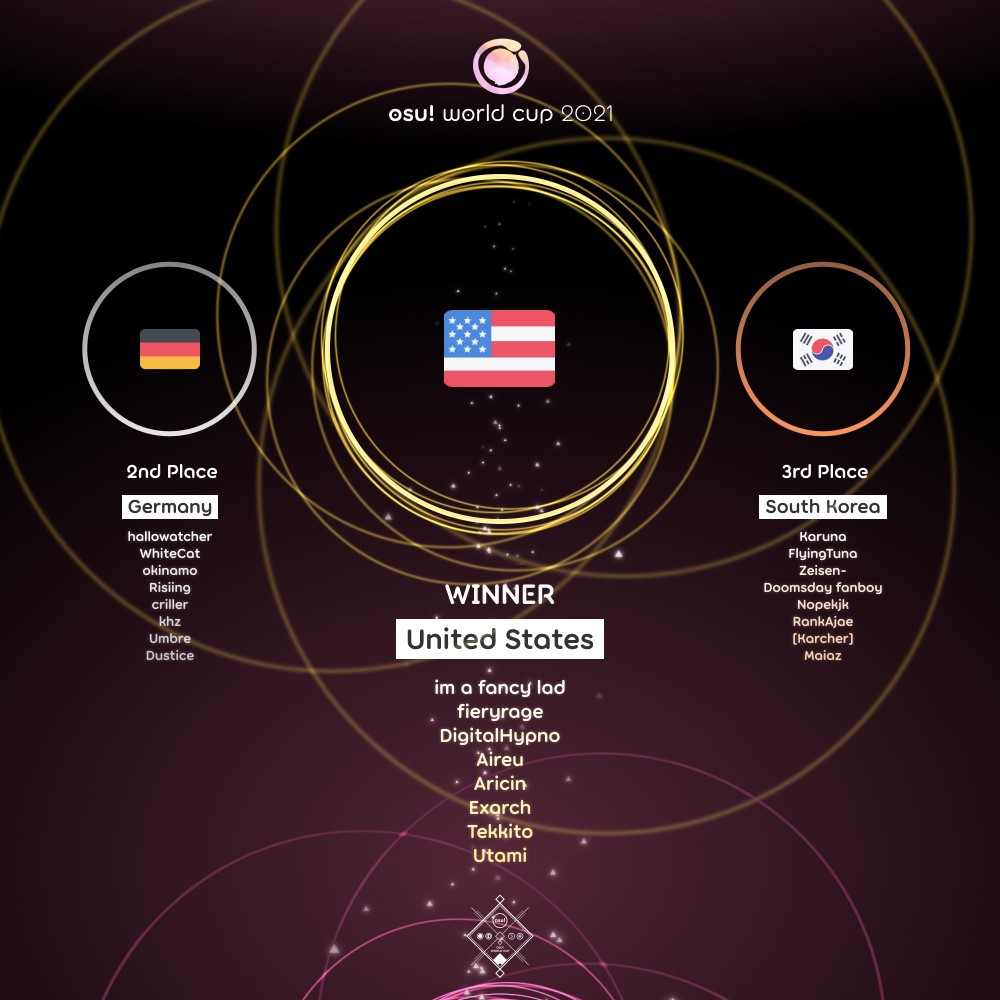 osu! world cup 2021
2nd Place
Germany
hallowatcher
WhiteCat
okinamo
Risiing
criller
khz
Umbre
Dustice
WINNER
United States
im a fancy lad
fieryrage
DigitalHypno
Aireu
Aricin
Exarch
Tekkito
Utami
3rd Place
South Korea
Karuna
FlyingTuna
Zeisen-
Doomsday fanboy
Nopekjk
RankAjae
[Karcher]
Maiaz
osu!